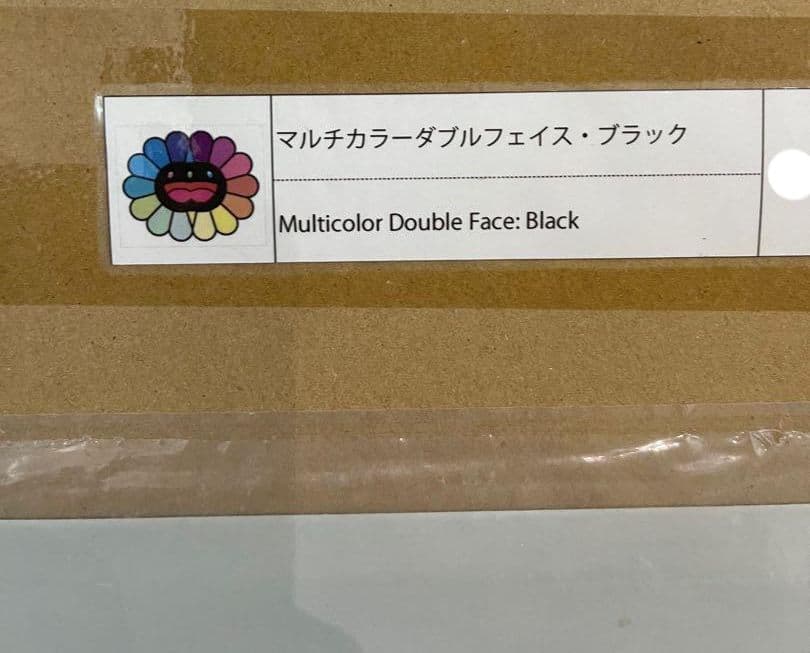 マルチカラーダブルフェイス・ブラック
Multicolor Double Face: Black